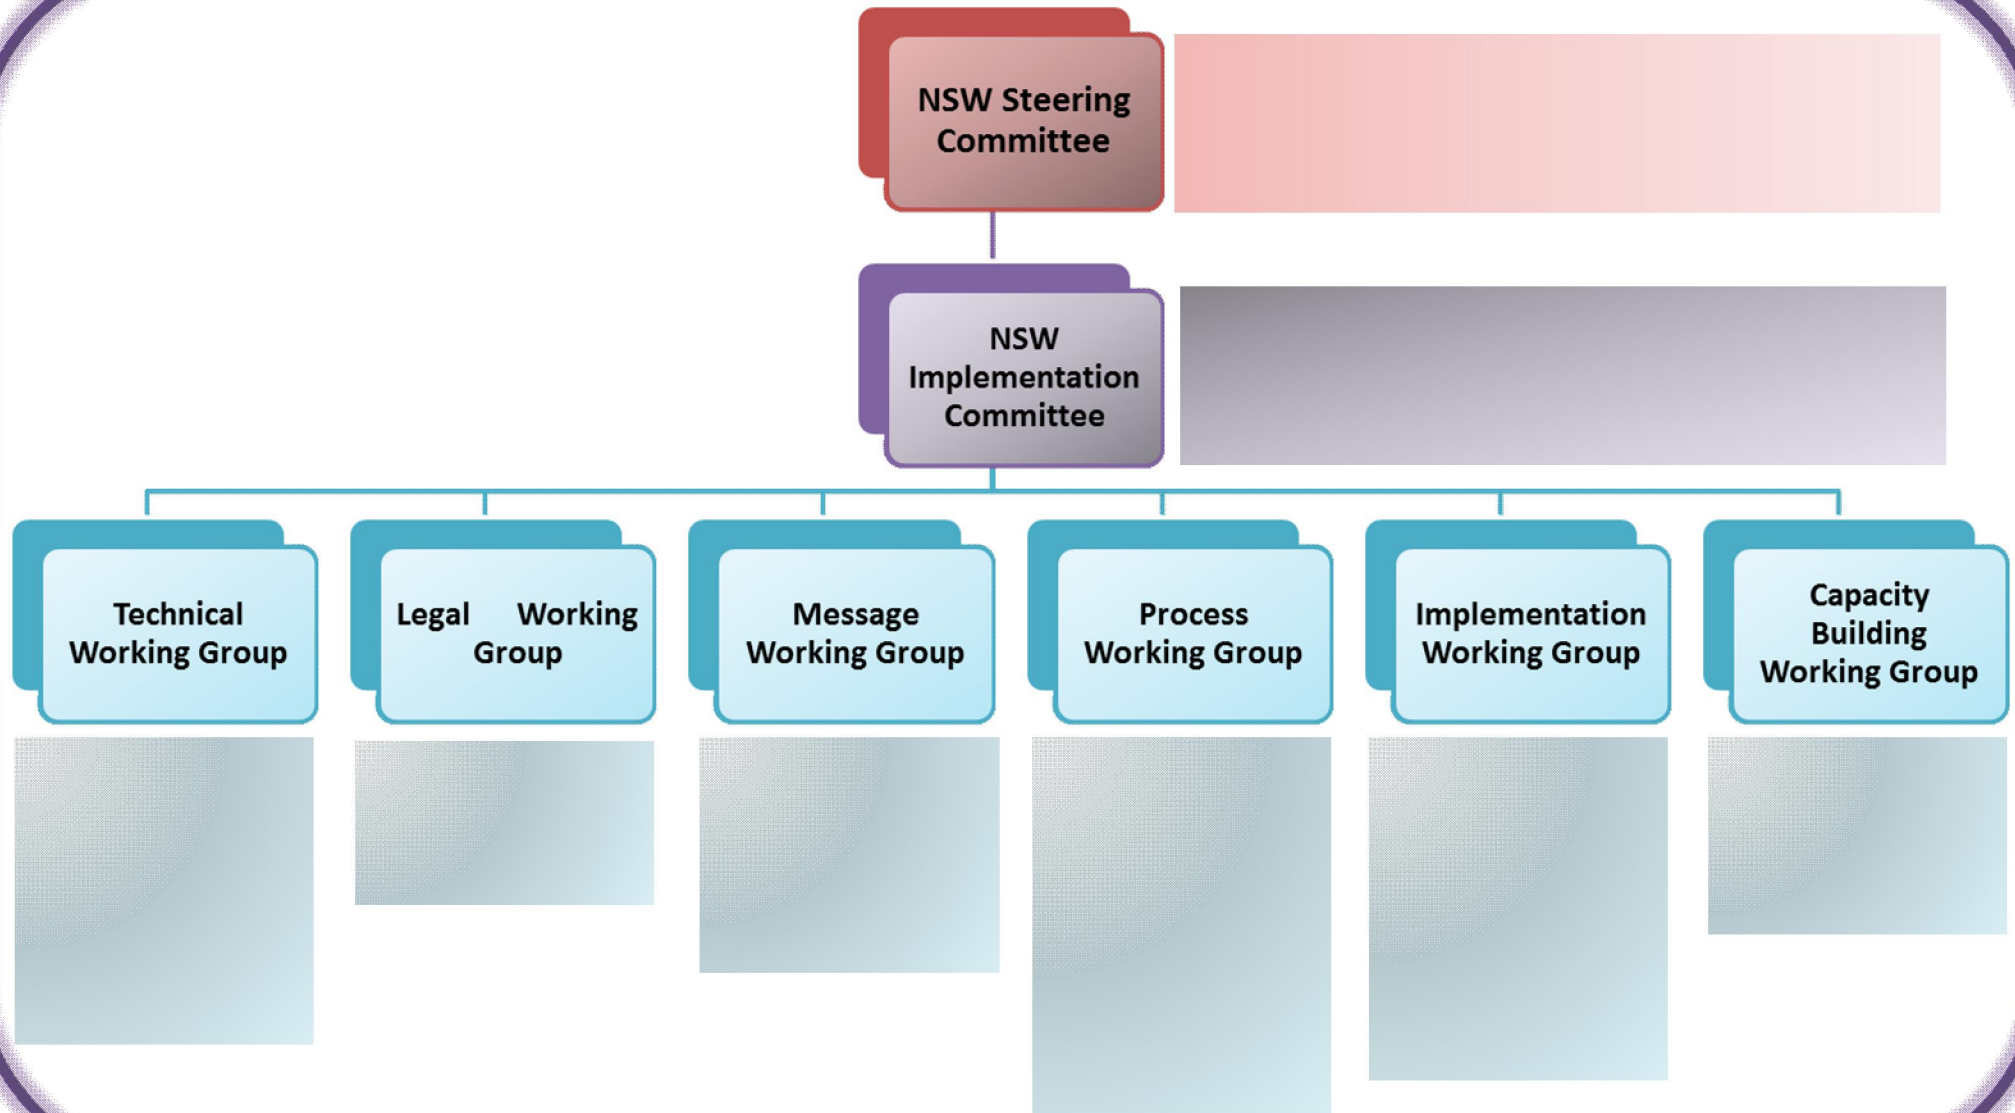 NSW Steering
Committee
NSW
Implementation
Committee
Technical
Working Group
Legal Working
Group
Message
Working Group
Process
Working Group
Implementation
Working Group
Capacity
Building
Working Group